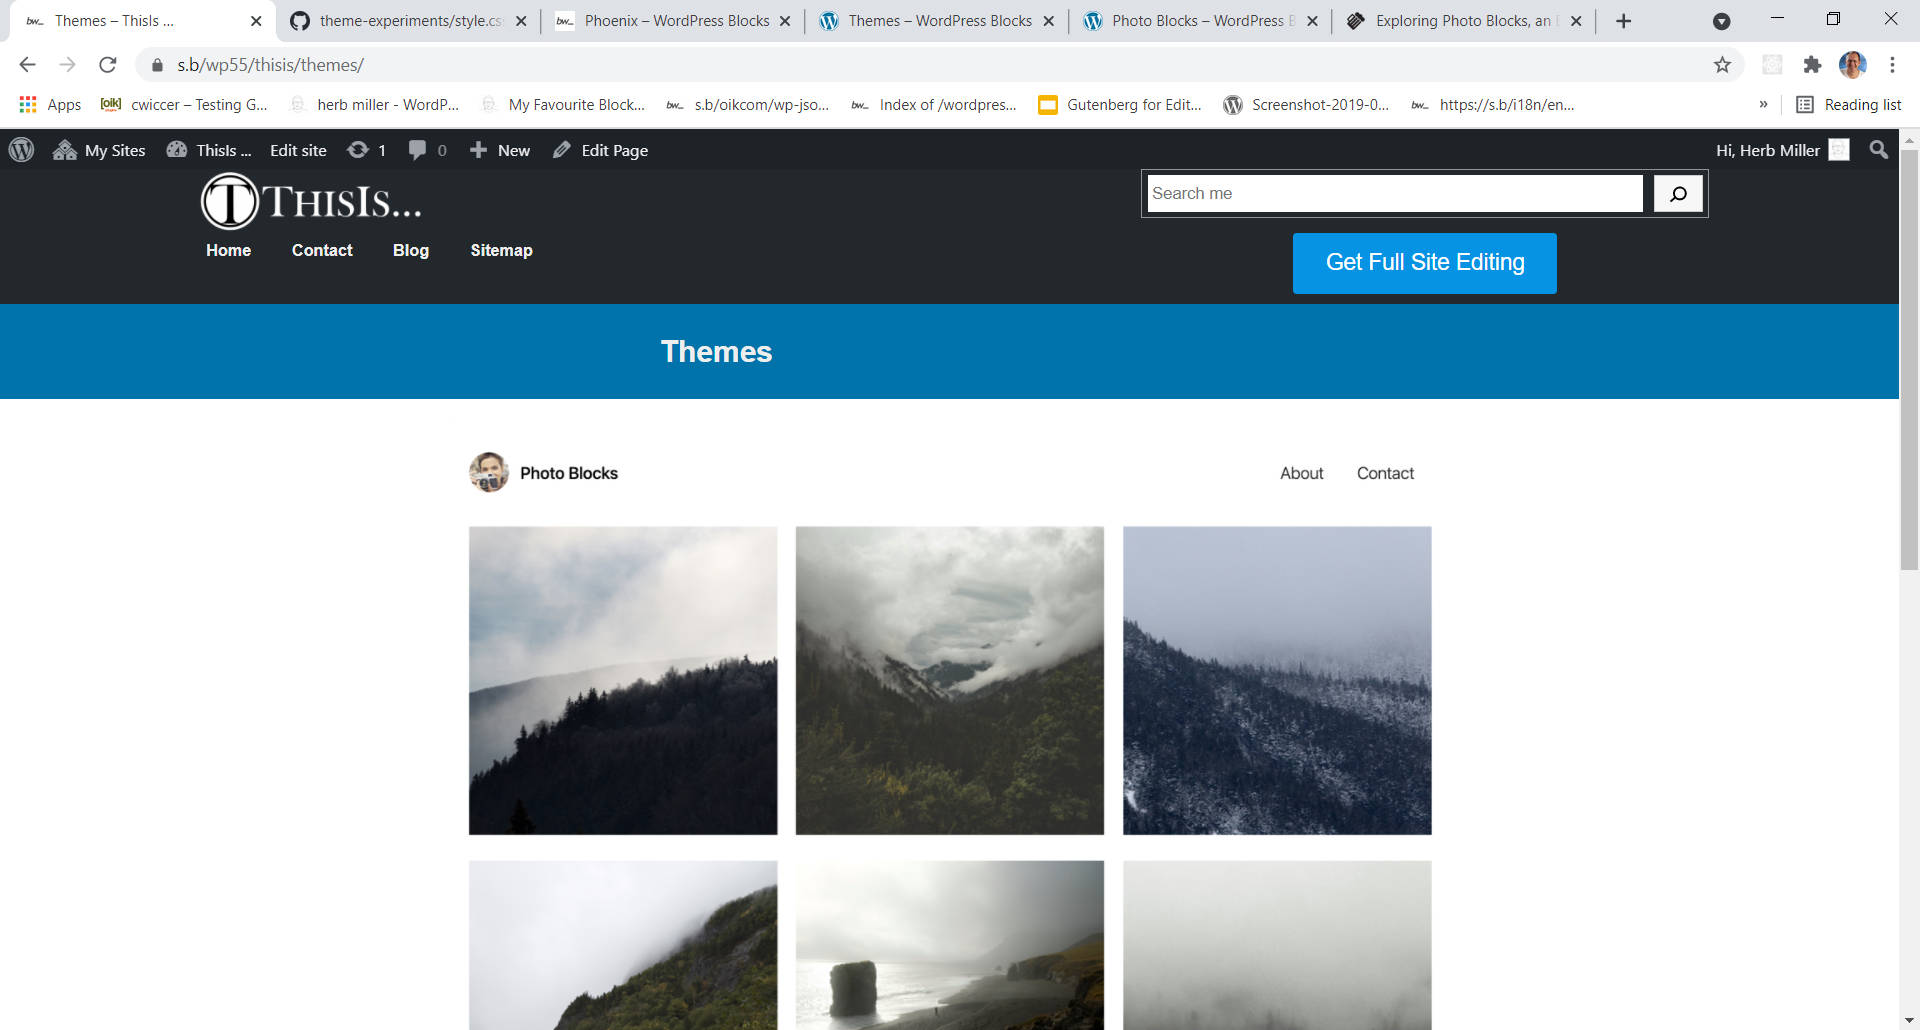 Themes – ThisIs ...
theme-experiments/style.cs
Phoenix – WordPress Blocks
Themes – WordPress Blocks
Photo Blocks – WordPress B
Exploring Photo Blocks, an
s.b/wp55/thisis/themes/
Apps
cwiccer – Testing G...
herb miller - WordP...
My Favourite Block...
s.b/oikcom/wp-jso...
Index of /wordpres...
Gutenberg for Edit...
Screenshot-2019-0...
https://s.b/i18n/en...
»
Reading list
My Sites
ThisIs ...
Edit site
1
0
New
Edit Page
Hi, Herb Miller
THISIS...
Search me
Home
Contact
Blog
Sitemap
Get Full Site Editing
Themes
Photo Blocks
About
Contact